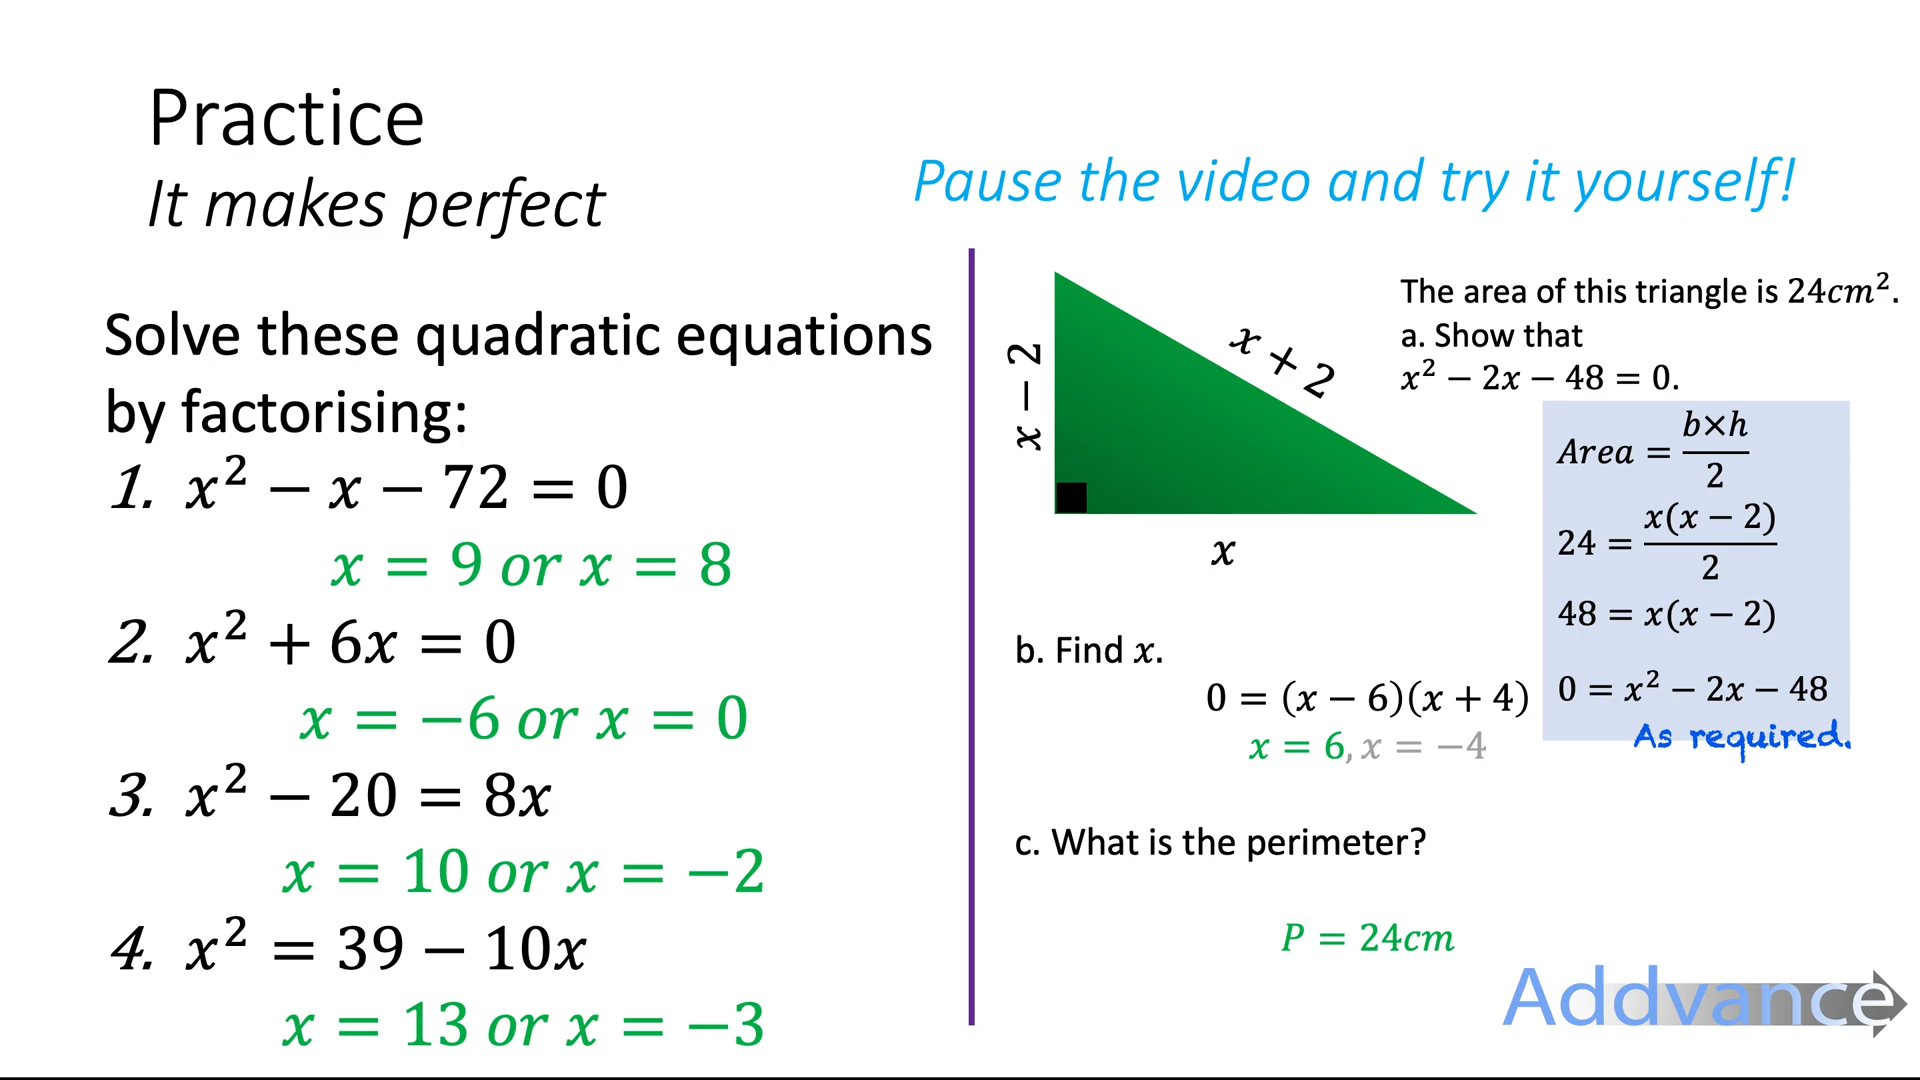 Practice
It makes perfect
Pause the video and try it yourself!
Solve these quadratic equations
by factorising:
1. x² − x − 72 = 0
x = 9 or x = 8
2. x² + 6x = 0
x = −6 or x = 0
3. x² − 20 = 8x
x = 10 or x = −2
4. x² = 39 − 10x
x = 13 or x = −3
x − 2
x + 2
x
The area of this triangle is 24cm².
a. Show that
x² − 2x − 48 = 0.
Area = b×h/2
24 = x(x − 2)/2
48 = x(x − 2)
0 = x² − 2x − 48
As required.
b. Find x.
0 = (x − 6)(x + 4)
x = 6, x = −4
c. What is the perimeter?
P = 24cm
Addvance